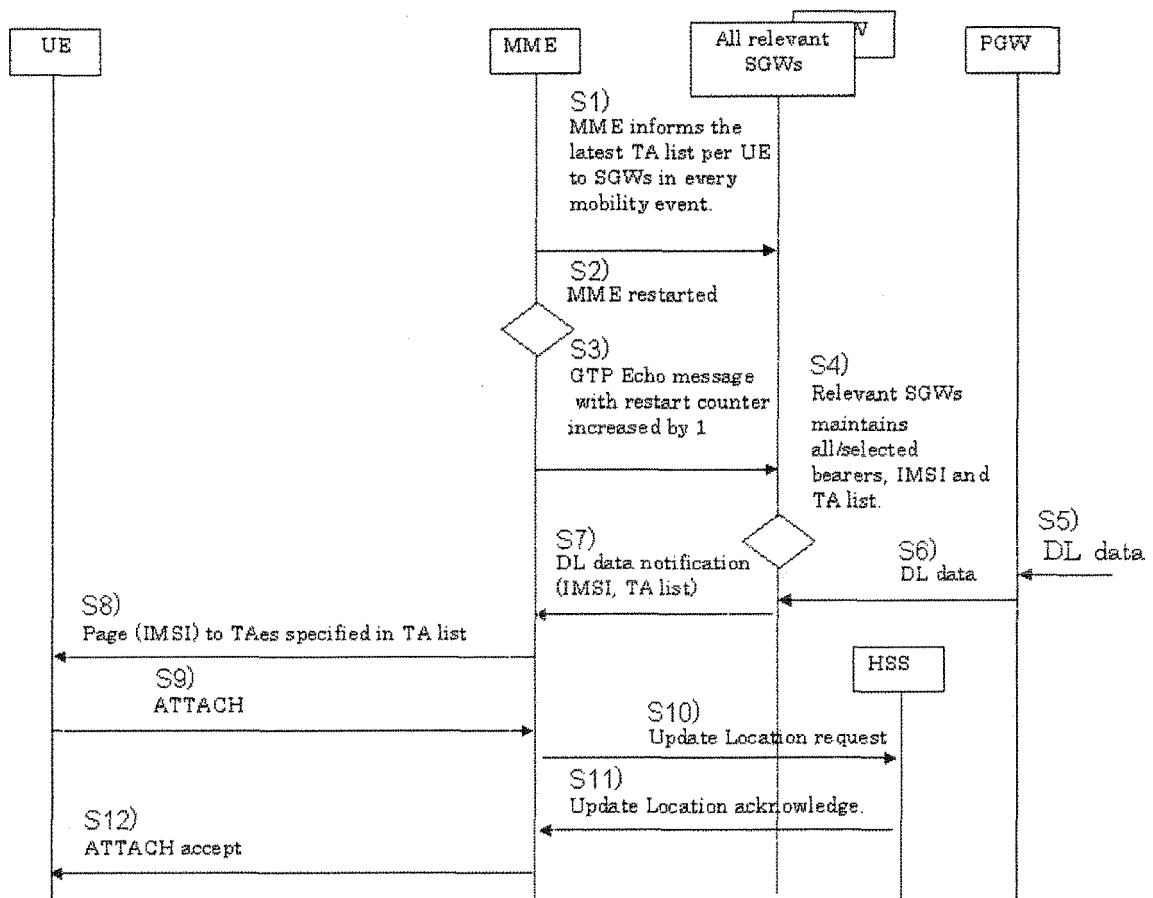 UE
MME
All relevant
SGWs
PGW
S1)
MME informs the
latest TA list per UE
to SGWs in every
mobility event.
S2)
MME restarted
S3)
GTP Echo message
with restart counter
increased by 1
S4)
Relevant SGWs
maintains
all/selected
bearers, IMSI and
TA list.
S5)
DL data
S6)
DL data
S7)
DL data notification
(IMSI, TA list)
S8)
Page (IMSI) to TAes specified in TA list
HSS
S9)
ATTACH
S10)
Update Location request
S11)
Update Location acknowledge.
S12)
ATTACH accept